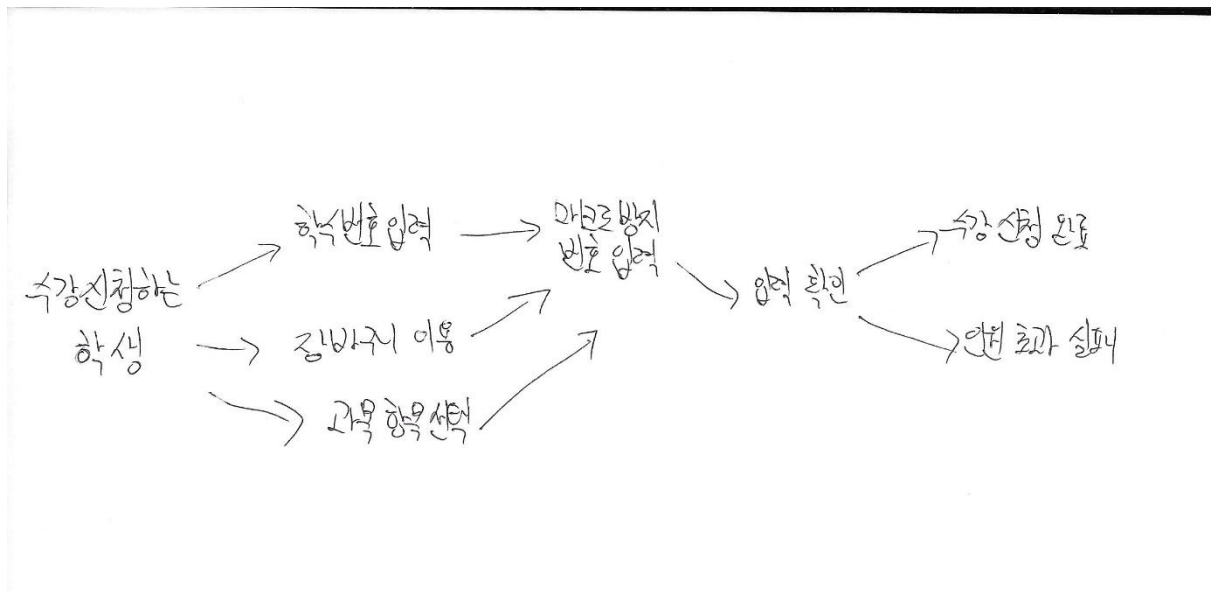 수강신청하는
학생
학수번호 입력
장바구니 이용
과목 항목 선택
마크로 방지
번호 입력
입력 확인
수강 신청 완료
인원 초과 실패